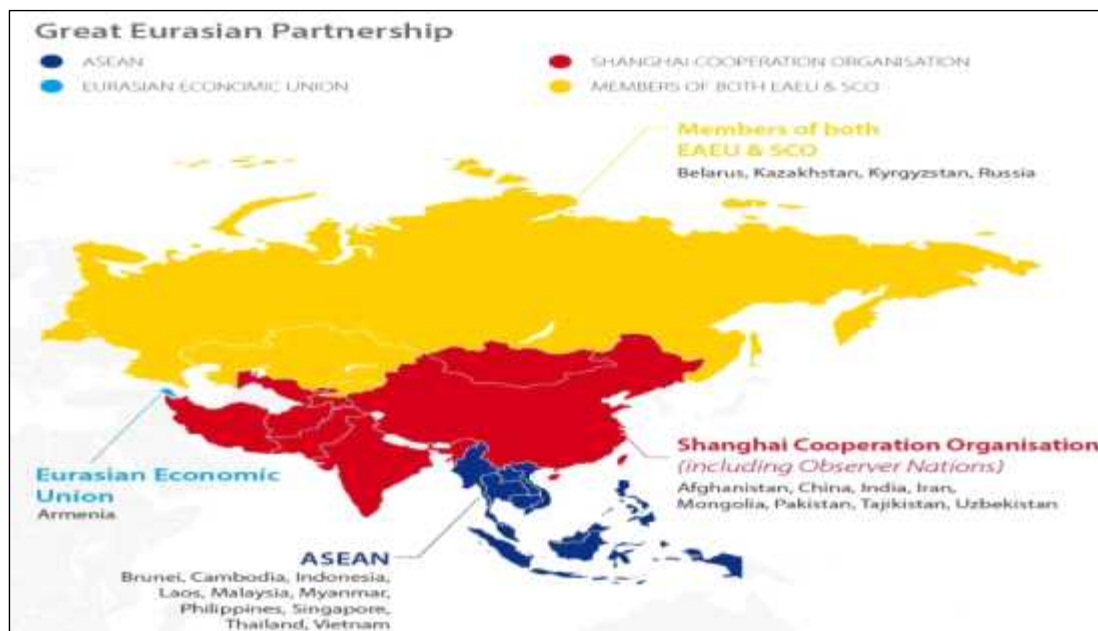 Great Eurasian Partnership
ASEAN
SHANGHAI COOPERATION ORGANISATION
EURASIAN ECONOMIC UNION
MEMBERS OF BOTH EAEU & SCO
Members of both
EAEU & SCO
Belarus, Kazakhstan, Kyrgyzstan, Russia
Shanghai Cooperation Organisation
(including Observer Nations)
Afghanistan, China, India, Iran,
Mongolia, Pakistan, Tajikistan, Uzbekistan
Eurasian Economic
Union
Armenia
ASEAN
Brunei, Cambodia, Indonesia,
Laos, Malaysia, Myanmar,
Philippines, Singapore,
Thailand, Vietnam